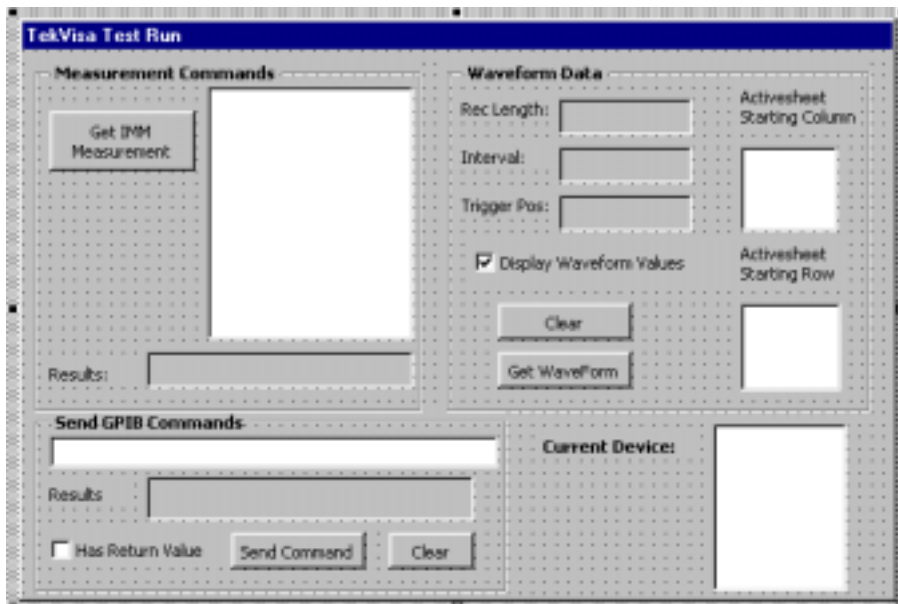 TekVisa Test Run
Measurement Commands
Get IMM
Measurement
Results:
Waveform Data
Rec Length:
Interval:
Trigger Pos:
Display Waveform Values
Clear
Get WaveForm
Activesheet
Starting Column
Activesheet
Starting Row
Send GPIB Commands
Results
Has Return Value
Send Command
Clear
Current Device: